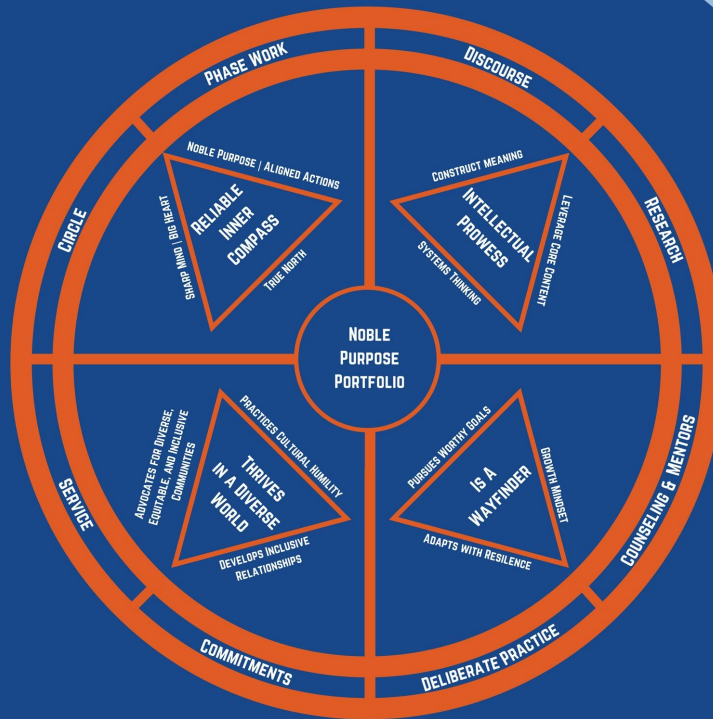 Phase Work
Discourse
Circle
Research
Noble Purpose | Aligned Actions
Sharp Mind | Big Heart
True North
Reliable
Inner
Compass
Construct Meaning
Leverage Core Content
Systems Thinking
Intellectual
Prowess
Noble
Purpose
Portfolio
Advocates for Diverse,
Equitable, and Inclusive
Communities
Practices Cultural Humility
Develops Inclusive
Relationships
Thrives
in a Diverse
World
Pursues Worthy Goals
Growth Mindset
Adapts with Resilence
Is a
Wayfinder
Service
Counseling & Mentors
Commitments
Deliberate Practice